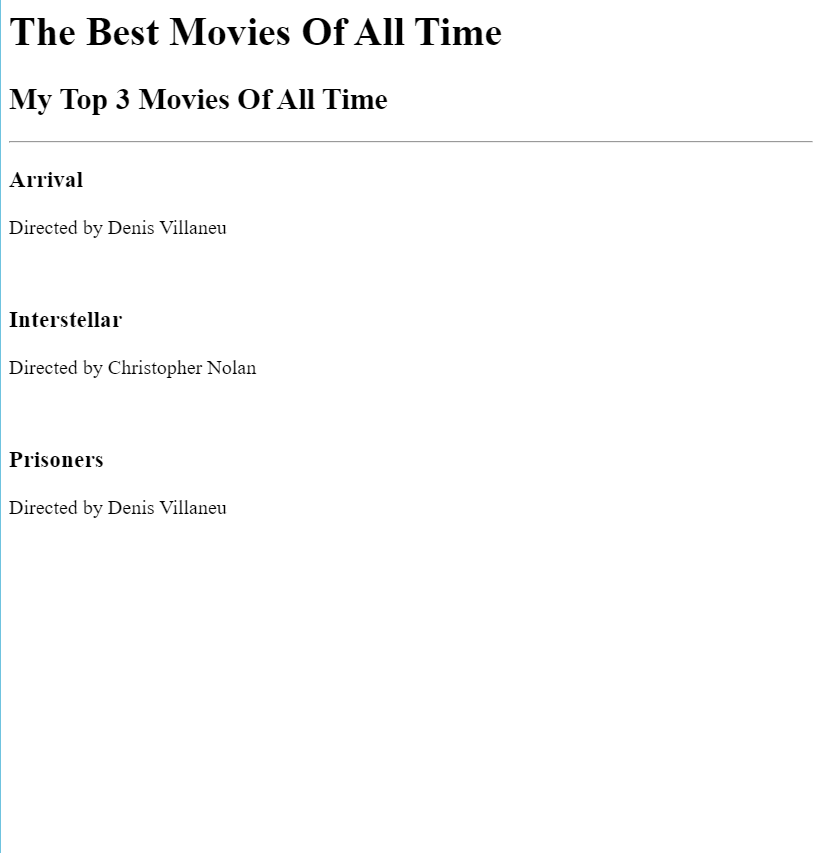 The Best Movies Of All Time
My Top 3 Movies Of All Time
Arrival
Directed by Denis Villaneu
Interstellar
Directed by Christopher Nolan
Prisoners
Directed by Denis Villaneu